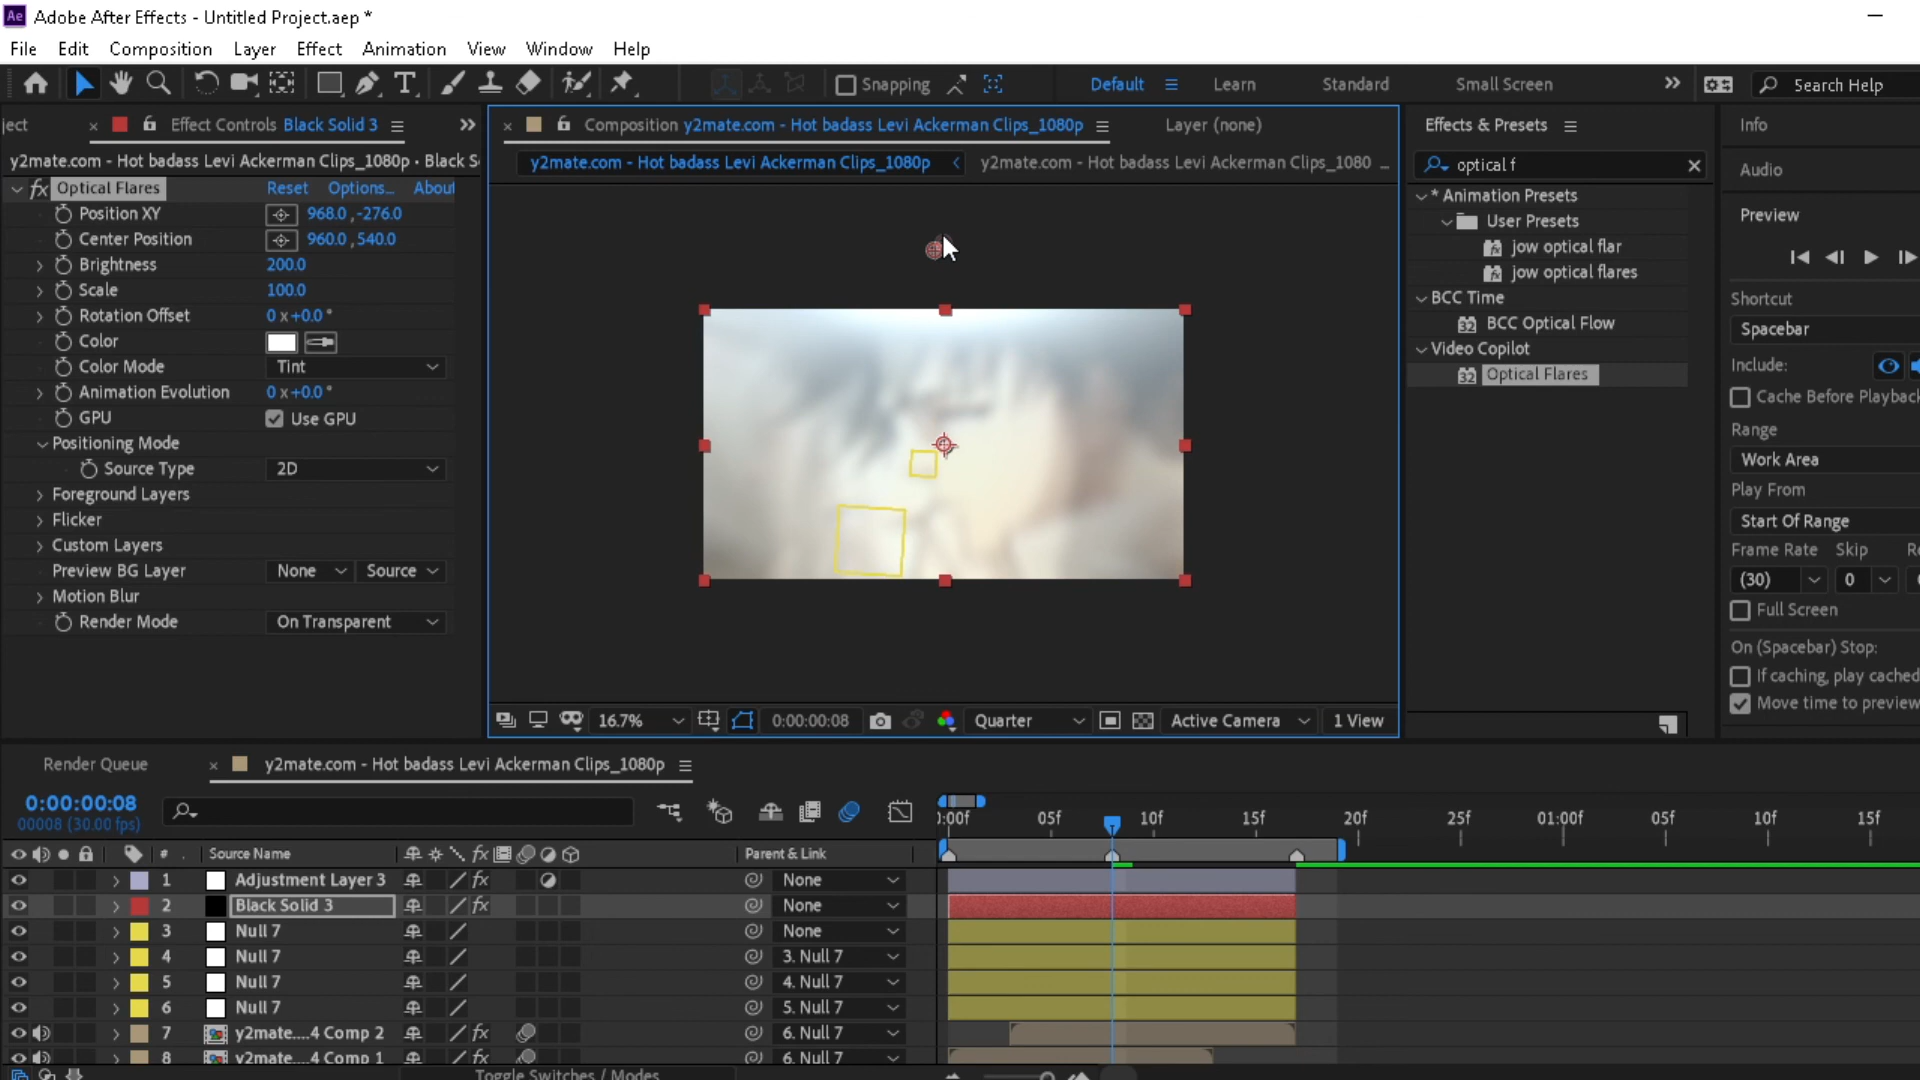 Ae Adobe After Effects - Untitled Project.aep *
File Edit Composition Layer Effect Animation View Window Help
T Snapping Default Learn Standard Small Screen Search Help
ject × Effect Controls Black Solid 3
y2mate.com - Hot badass Levi Ackerman Clips_1080p • Black S
fx Optical Flares Reset Options... About
Position XY 968.0, -276.0
Center Position 960.0, 540.0
Brightness 200.0
Scale 100.0
Rotation Offset 0 x+0.0 °
Color
Color Mode Tint
Animation Evolution 0 x+0.0 °
GPU Use GPU
Positioning Mode
Source Type 2D
Foreground Layers
Flicker
Custom Layers
Preview BG Layer None Source
Motion Blur
Render Mode On Transparent
× Composition y2mate.com - Hot badass Levi Ackerman Clips_1080p Layer (none)
y2mate.com - Hot badass Levi Ackerman Clips_1080p y2mate.com - Hot badass Levi Ackerman Clips_1080 ...
16.7% 0:00:00:08 Quarter Active Camera 1 View
Effects & Presets
optical f
* Animation Presets
User Presets
jow optical flar
jow optical flares
BCC Time
32 BCC Optical Flow
Video Copilot
32 Optical Flares
Info
Audio
Preview
Shortcut
Spacebar
Include:
Cache Before Playback
Range
Work Area
Play From
Start Of Range
Frame Rate Skip Re
(30) 0
Full Screen
On (Spacebar) Stop:
If caching, play cached
Move time to preview
Render Queue × y2mate.com - Hot badass Levi Ackerman Clips_1080p
0:00:00:08
00008 (30.00 fps)
):00f 05f 10f 15f 20f 25f 01:00f 05f 10f 15f
# Source Name fx Parent & Link
1 Adjustment Layer 3 fx None
2 Black Solid 3 fx None
3 Null 7 None
4 Null 7 3. Null 7
5 Null 7 4. Null 7
6 Null 7 5. Null 7
7 y2mate....4 Comp 2 fx 6. Null 7
8 y2mate....4 Comp 1 fx 6. Null 7
Toggle Switches / Modes